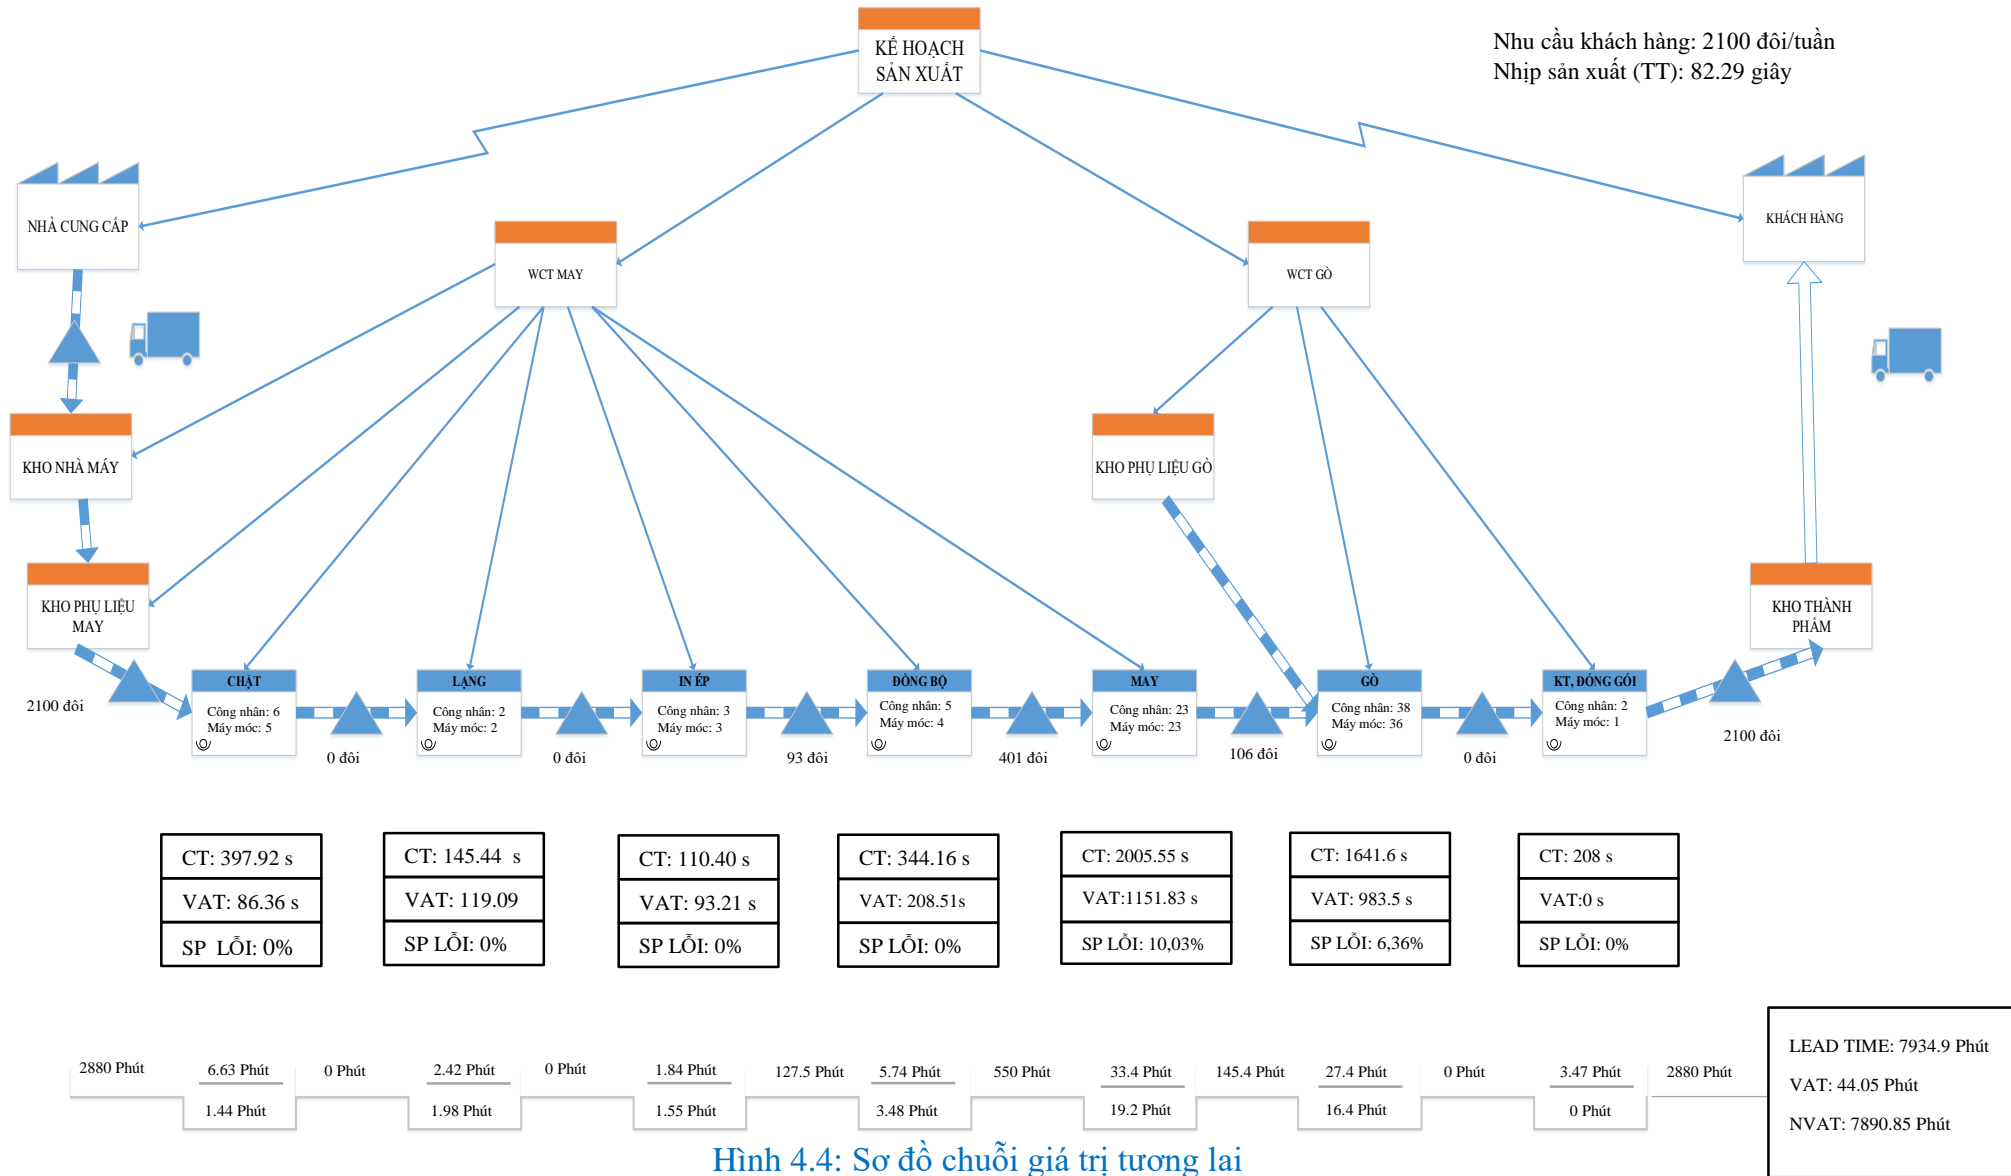 KẾ HOẠCH
SẢN XUẤT
Nhu cầu khách hàng: 2100 đôi/tuần
Nhịp sản xuất (TT): 82.29 giây
NHÀ CUNG CẤP
WCT MAY
WCT GÒ
KHÁCH HÀNG
KHO NHÀ MÁY
KHO PHỤ LIỆU GÒ
KHO PHỤ LIỆU
MAY
KHO THÀNH
PHẨM
2100 đôi
CHẶT
Công nhân: 6
Máy móc: 5
0 đôi
LẠNG
Công nhân: 2
Máy móc: 2
0 đôi
IN ÉP
Công nhân: 3
Máy móc: 3
93 đôi
ĐỒNG BỘ
Công nhân: 5
Máy móc: 4
401 đôi
MAY
Công nhân: 23
Máy móc: 23
106 đôi
GÒ
Công nhân: 38
Máy móc: 36
0 đôi
KT, ĐÓNG GÓI
Công nhân: 2
Máy móc: 1
2100 đôi
CT: 397.92 s
VAT: 86.36 s
SP LỖI: 0%
CT: 145.44 s
VAT: 119.09
SP LỖI: 0%
CT: 110.40 s
VAT: 93.21 s
SP LỖI: 0%
CT: 344.16 s
VAT: 208.51s
SP LỖI: 0%
CT: 2005.55 s
VAT:1151.83 s
SP LỖI: 10,03%
CT: 1641.6 s
VAT: 983.5 s
SP LỖI: 6,36%
CT: 208 s
VAT:0 s
SP LỖI: 0%
2880 Phút
6.63 Phút
1.44 Phút
0 Phút
2.42 Phút
1.98 Phút
0 Phút
1.84 Phút
1.55 Phút
127.5 Phút
5.74 Phút
3.48 Phút
550 Phút
33.4 Phút
19.2 Phút
145.4 Phút
27.4 Phút
16.4 Phút
0 Phút
3.47 Phút
0 Phút
2880 Phút
LEAD TIME: 7934.9 Phút
VAT: 44.05 Phút
NVAT: 7890.85 Phút
Hình 4.4: Sơ đồ chuỗi giá trị tương lai